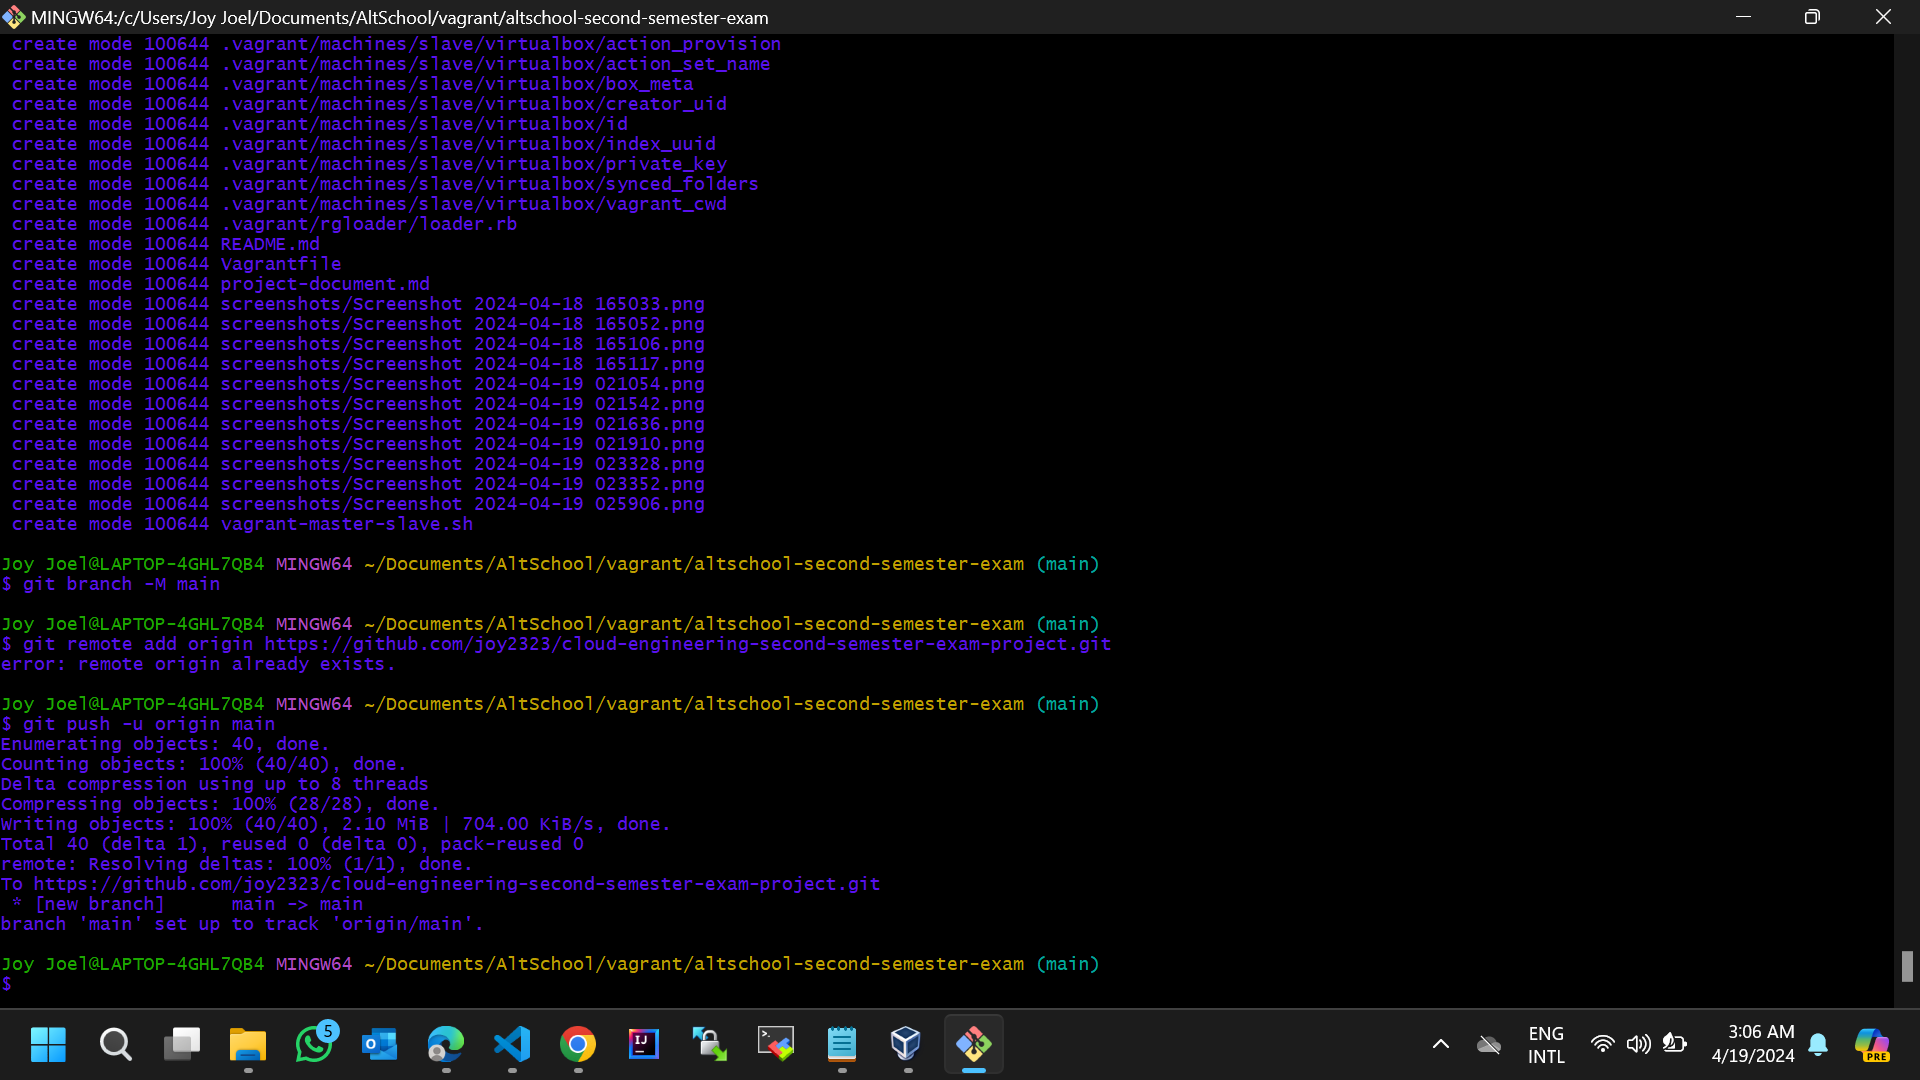 MINGW64:/c/Users/Joy Joel/Documents/AltSchool/vagrant/altschool-second-semester-exam
create mode 100644 .vagrant/machines/slave/virtualbox/action_provision
create mode 100644 .vagrant/machines/slave/virtualbox/action_set_name
create mode 100644 .vagrant/machines/slave/virtualbox/box_meta
create mode 100644 .vagrant/machines/slave/virtualbox/creator_uid
create mode 100644 .vagrant/machines/slave/virtualbox/id
create mode 100644 .vagrant/machines/slave/virtualbox/index_uuid
create mode 100644 .vagrant/machines/slave/virtualbox/private_key
create mode 100644 .vagrant/machines/slave/virtualbox/synced_folders
create mode 100644 .vagrant/machines/slave/virtualbox/vagrant_cwd
create mode 100644 .vagrant/rgloader/loader.rb
create mode 100644 README.md
create mode 100644 Vagrantfile
create mode 100644 project-document.md
create mode 100644 screenshots/Screenshot 2024-04-18 165033.png
create mode 100644 screenshots/Screenshot 2024-04-18 165052.png
create mode 100644 screenshots/Screenshot 2024-04-18 165106.png
create mode 100644 screenshots/Screenshot 2024-04-18 165117.png
create mode 100644 screenshots/Screenshot 2024-04-19 021054.png
create mode 100644 screenshots/Screenshot 2024-04-19 021542.png
create mode 100644 screenshots/Screenshot 2024-04-19 021636.png
create mode 100644 screenshots/Screenshot 2024-04-19 021910.png
create mode 100644 screenshots/Screenshot 2024-04-19 023328.png
create mode 100644 screenshots/Screenshot 2024-04-19 023352.png
create mode 100644 screenshots/Screenshot 2024-04-19 025906.png
create mode 100644 vagrant-master-slave.sh
Joy Joel@LAPTOP-4GHL7QB4 MINGW64 ~/Documents/AltSchool/vagrant/altschool-second-semester-exam (main)
$ git branch -M main
Joy Joel@LAPTOP-4GHL7QB4 MINGW64 ~/Documents/AltSchool/vagrant/altschool-second-semester-exam (main)
$ git remote add origin https://github.com/joy2323/cloud-engineering-second-semester-exam-project.git
error: remote origin already exists.
Joy Joel@LAPTOP-4GHL7QB4 MINGW64 ~/Documents/AltSchool/vagrant/altschool-second-semester-exam (main)
$ git push -u origin main
Enumerating objects: 40, done.
Counting objects: 100% (40/40), done.
Delta compression using up to 8 threads
Compressing objects: 100% (28/28), done.
Writing objects: 100% (40/40), 2.10 MiB | 704.00 KiB/s, done.
Total 40 (delta 1), reused 0 (delta 0), pack-reused 0
remote: Resolving deltas: 100% (1/1), done.
To https://github.com/joy2323/cloud-engineering-second-semester-exam-project.git
* [new branch]      main -> main
branch 'main' set up to track 'origin/main'.
Joy Joel@LAPTOP-4GHL7QB4 MINGW64 ~/Documents/AltSchool/vagrant/altschool-second-semester-exam (main)
$
5
ENG
INTL
3:06 AM
4/19/2024
PRE